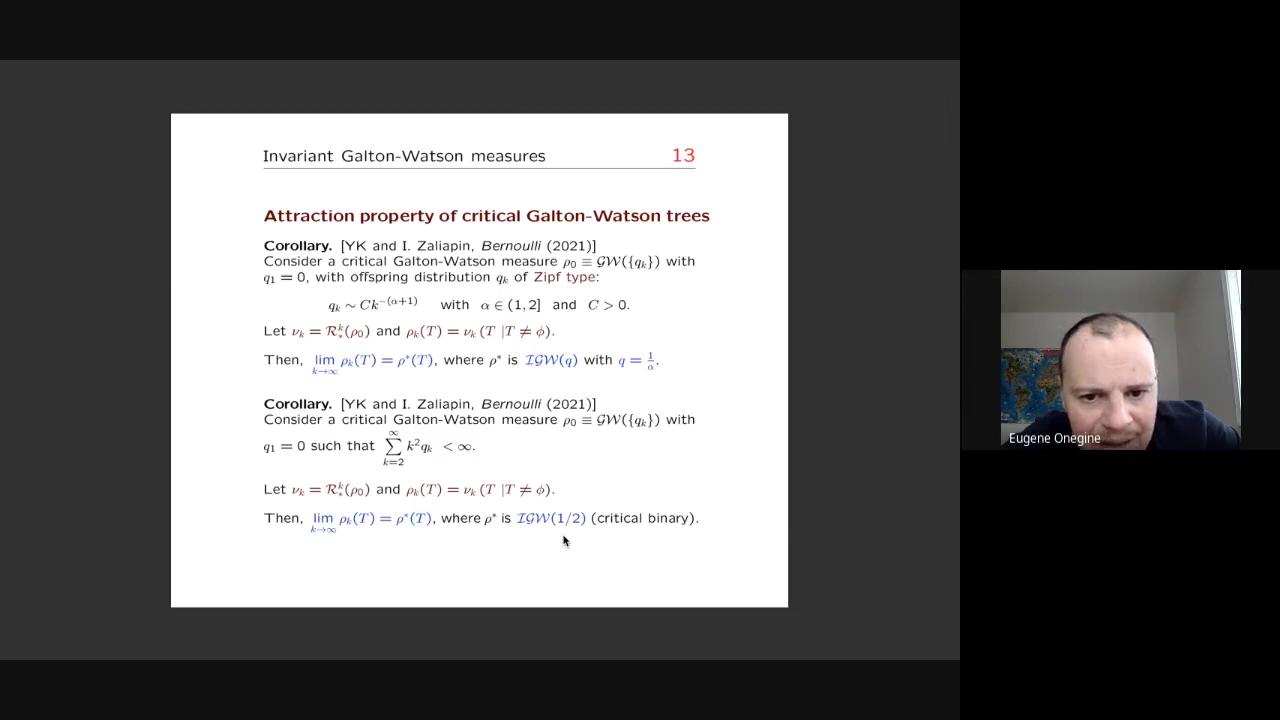 Invariant Galton-Watson measures 13
Attraction property of critical Galton-Watson trees
Corollary. [YK and I. Zaliapin, Bernoulli (2021)]
Consider a critical Galton-Watson measure ρ₀ ≡ 𝒢𝒲({qₖ}) with
q₁ = 0, with offspring distribution qₖ of Zipf type:
qₖ ∼ Ck^{−(α+1)} with α ∈ (1, 2] and C > 0.
Let νₖ = ℛ_*^k(ρ₀) and ρₖ(T) = νₖ (T |T ≠ ϕ).
Then, lim_{k→∞} ρₖ(T) = ρ*(T), where ρ* is ℐ𝒢𝒲(q) with q = 1/α.
Corollary. [YK and I. Zaliapin, Bernoulli (2021)]
Consider a critical Galton-Watson measure ρ₀ ≡ 𝒢𝒲({qₖ}) with
q₁ = 0 such that ∑_{k=2}^{∞} k²qₖ < ∞.
Let νₖ = ℛ_*^k(ρ₀) and ρₖ(T) = νₖ (T |T ≠ ϕ).
Then, lim_{k→∞} ρₖ(T) = ρ*(T), where ρ* is ℐ𝒢𝒲(1/2) (critical binary).
Eugene Onegine